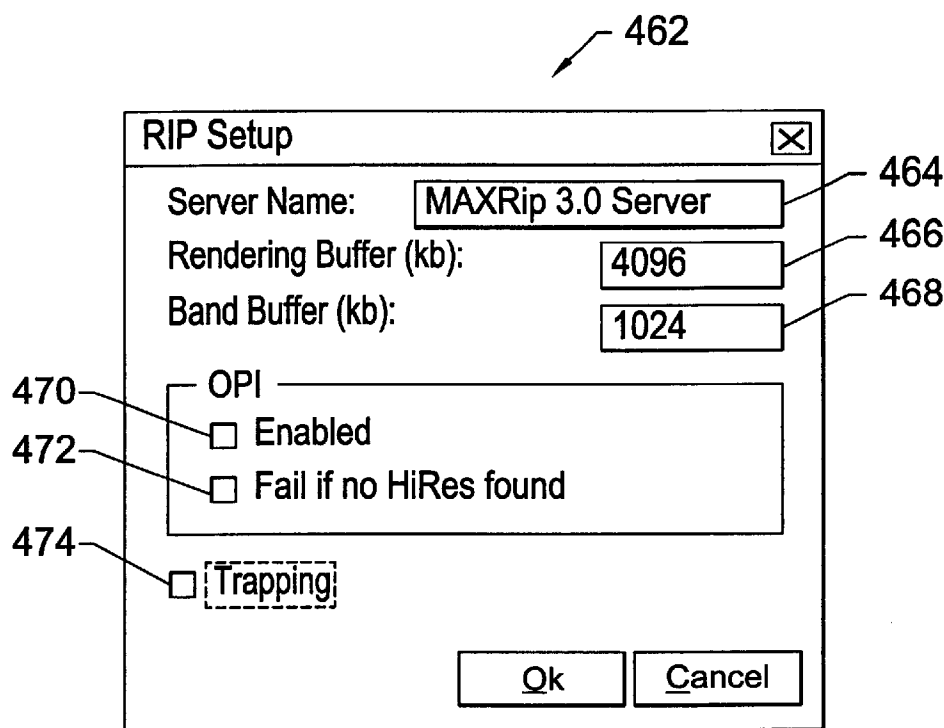 462
RIP Setup
464
Server Name: MAXRip 3.0 Server
466
Rendering Buffer (kb): 4096
468
Band Buffer (kb): 1024
OPI
470
Enabled
472
Fail if no HiRes found
474
Trapping
Ok Cancel